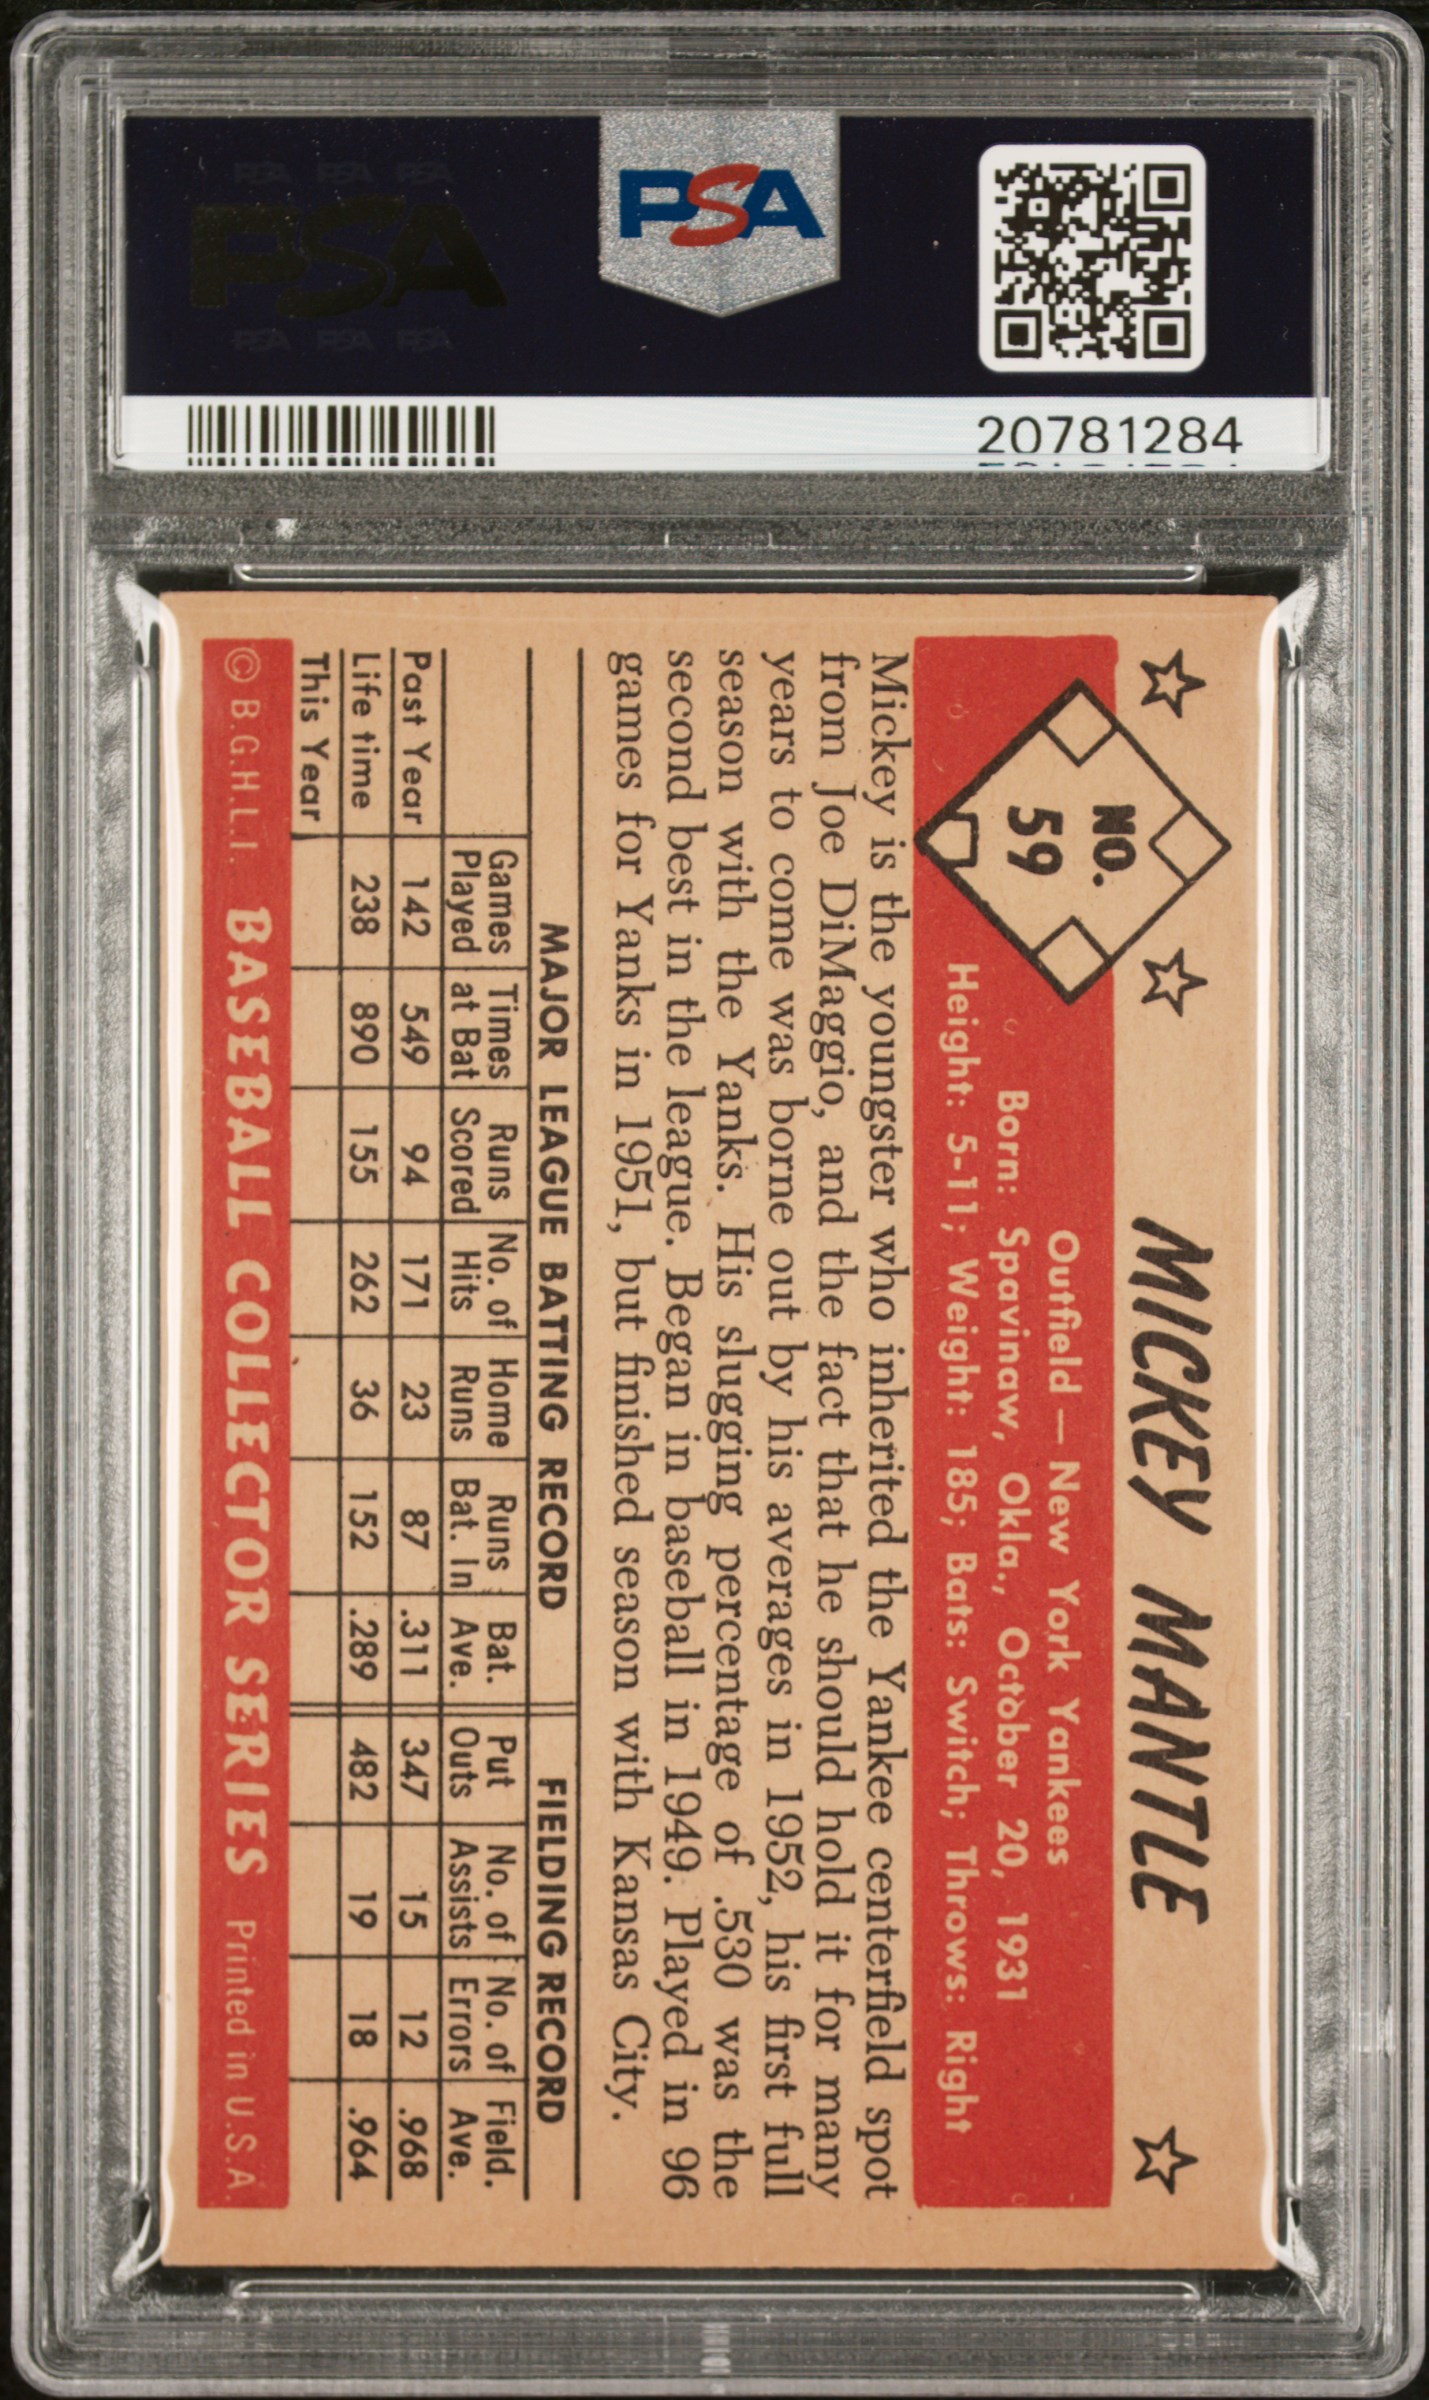 PSA PSA PSA
PSA
PSA PSA PSA
PSA
20781284
MICKEY MANTLE
NO.
59
Outfield — New York Yankees
Born: Spavinaw, Okla., October 20, 1931
Height: 5-11; Weight: 185; Bats: Switch; Throws: Right
Mickey is the youngster who inherited the Yankee centerfield spot
from Joe DiMaggio, and the fact that he should hold it for many
years to come was borne out by his averages in 1952, his first full
season with the Yanks. His slugging percentage of .530 was the
second best in the league. Began in baseball in 1949. Played in 96
games for Yanks in 1951, but finished season with Kansas City.
MAJOR LEAGUE BATTING RECORD FIELDING RECORD
Games Times Runs No. of Home Runs Bat. Put No. of No. of Field.
Played at Bat Scored Hits Runs Bat. In Ave. Outs Assists Errors Ave.
Past Year 142 549 94 171 23 87 .311 347 15 12 .968
Life time 238 890 155 262 36 152 .289 482 19 18 .964
This Year
© B.G.H.L.I. BASEBALL COLLECTOR SERIES Printed in U.S.A.